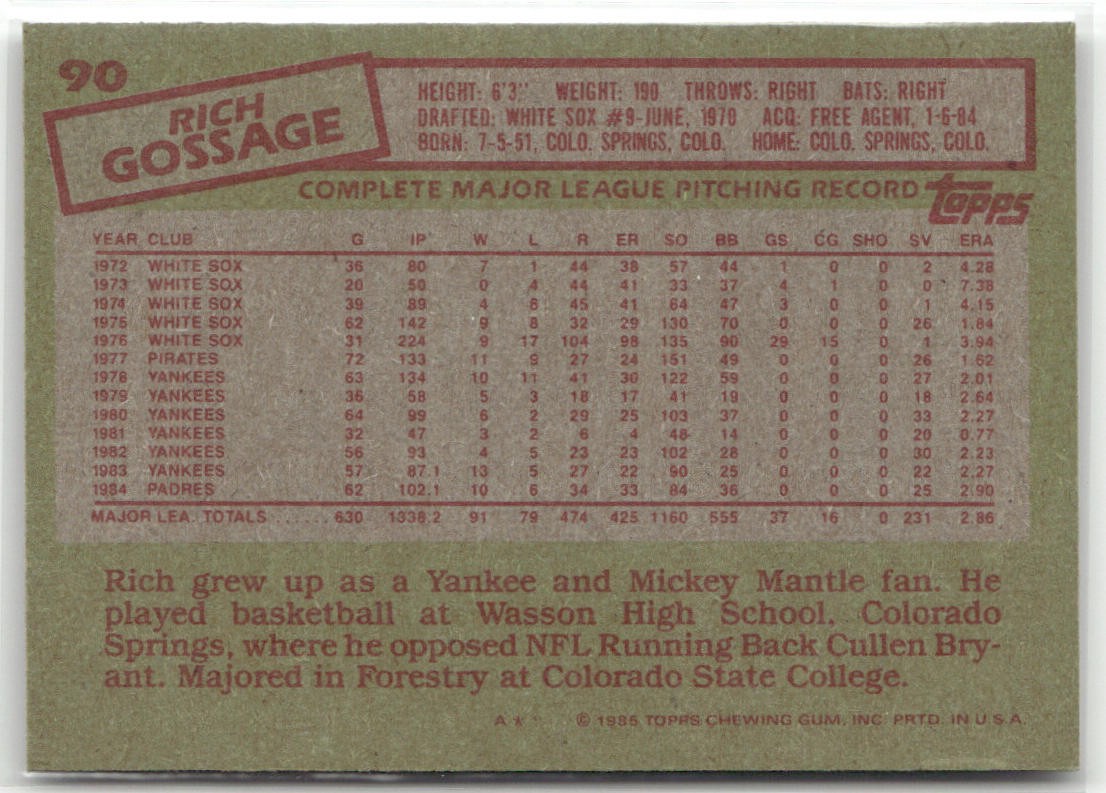 90
RICH
GOSSAGE
HEIGHT: 6'3" WEIGHT: 190 THROWS: RIGHT BATS: RIGHT
DRAFTED: WHITE SOX #9-JUNE, 1970 ACQ: FREE AGENT, 1-6-84
BORN: 7-5-51, COLO. SPRINGS, COLO. HOME: COLO. SPRINGS, COLO.
COMPLETE MAJOR LEAGUE PITCHING RECORD topps
YEAR CLUB G IP W L R ER SO BB GS CG SHO SV ERA
1972 WHITE SOX 36 80 7 1 44 38 57 44 1 0 0 2 4.28
1973 WHITE SOX 20 50 0 4 44 41 33 37 4 1 0 0 7.38
1974 WHITE SOX 39 89 4 6 45 41 64 47 3 0 0 1 4.15
1975 WHITE SOX 62 142 9 8 32 29 130 70 0 0 0 26 1.84
1976 WHITE SOX 31 224 9 17 104 98 135 90 29 15 0 1 3.94
1977 PIRATES 72 133 11 9 27 24 151 49 0 0 0 26 1.62
1978 YANKEES 63 134 10 11 41 30 122 59 0 0 0 27 2.01
1979 YANKEES 36 58 5 3 18 17 41 19 0 0 0 18 2.64
1980 YANKEES 64 99 6 2 29 25 103 37 0 0 0 33 2.27
1981 YANKEES 32 47 3 2 6 4 48 14 0 0 0 20 0.77
1982 YANKEES 56 93 4 5 23 23 102 28 0 0 0 30 2.23
1983 YANKEES 57 87.1 13 5 27 22 90 25 0 0 0 22 2.27
1984 PADRES 62 102.1 10 6 34 33 84 36 0 0 0 25 2.90
MAJOR LEA. TOTALS ...... 630 1338.2 91 79 474 425 1160 555 37 16 0 231 2.86
Rich grew up as a Yankee and Mickey Mantle fan. He
played basketball at Wasson High School, Colorado
Springs, where he opposed NFL Running Back Cullen Bry-
ant. Majored in Forestry at Colorado State College.
A* © 1985 TOPPS CHEWING GUM, INC. PRTD. IN U.S.A.